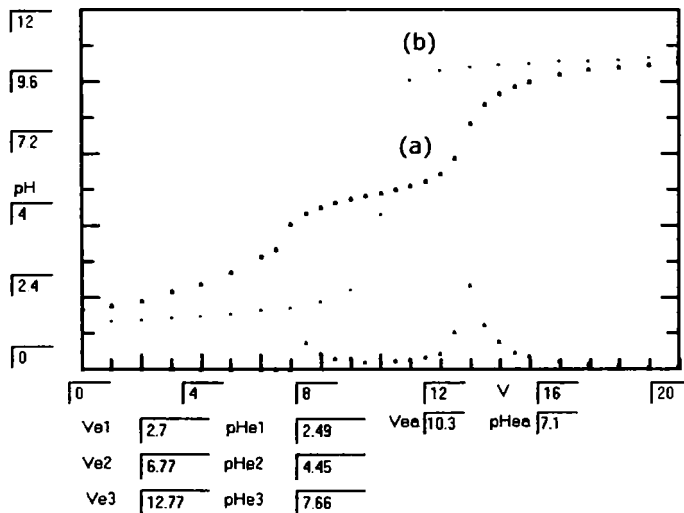 12
(b)
9.6
7.2
(a)
pH
4
2.4
0
0 4 8 12 V 16 20
Ve1 2.7 pHe1 2.49 Vea 10.3 pHea 7.1
Ve2 6.77 pHe2 4.45
Ve3 12.77 pHe3 7.66